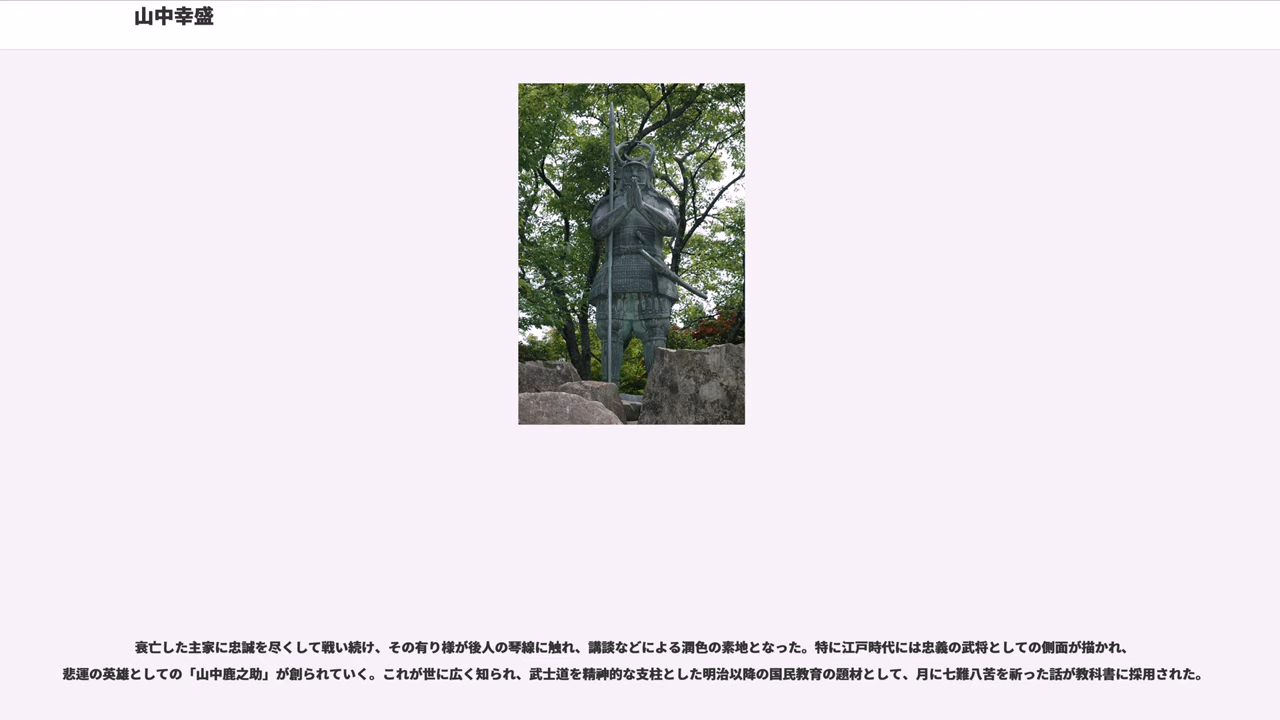 山中幸盛
衰亡した主家に忠誠を尽くして戦い続け、その有り様が後人の琴線に触れ、講談などによる潤色の素地となった。特に江戸時代には忠義の武将としての側面が描かれ、
悲運の英雄としての「山中鹿之助」が創られていく。これが世に広く知られ、武士道を精神的な支柱とした明治以降の国民教育の題材として、月に七難八苦を祈った話が教科書に採用された。